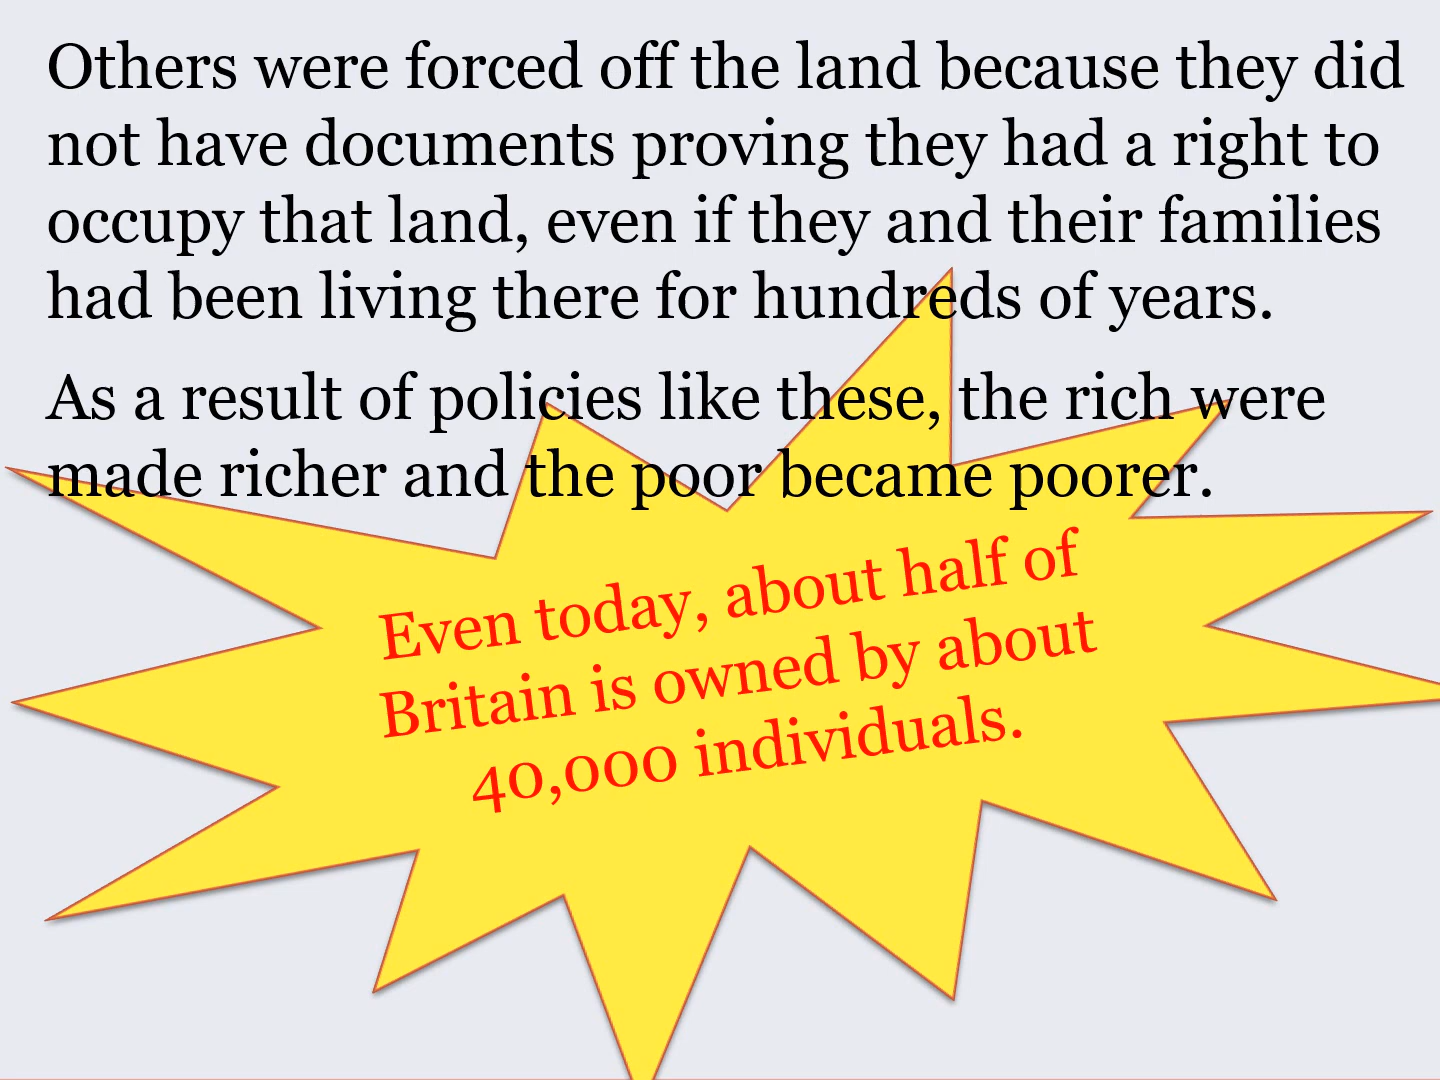 Others were forced off the land because they did
not have documents proving they had a right to
occupy that land, even if they and their families
had been living there for hundreds of years.
As a result of policies like these, the rich were
made richer and the poor became poorer.
Even today, about half of
Britain is owned by about
40,000 individuals.